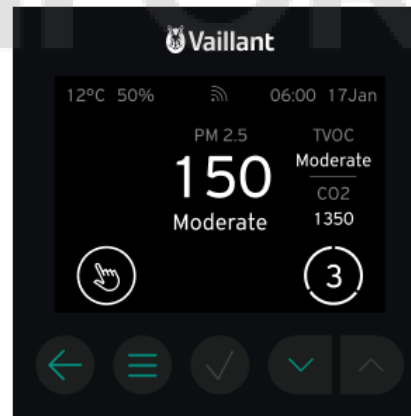 Vaillant
12°C 50% 06:00 17Jan
PM 2.5 TVOC
150 Moderate
CO2
Moderate 1350
3